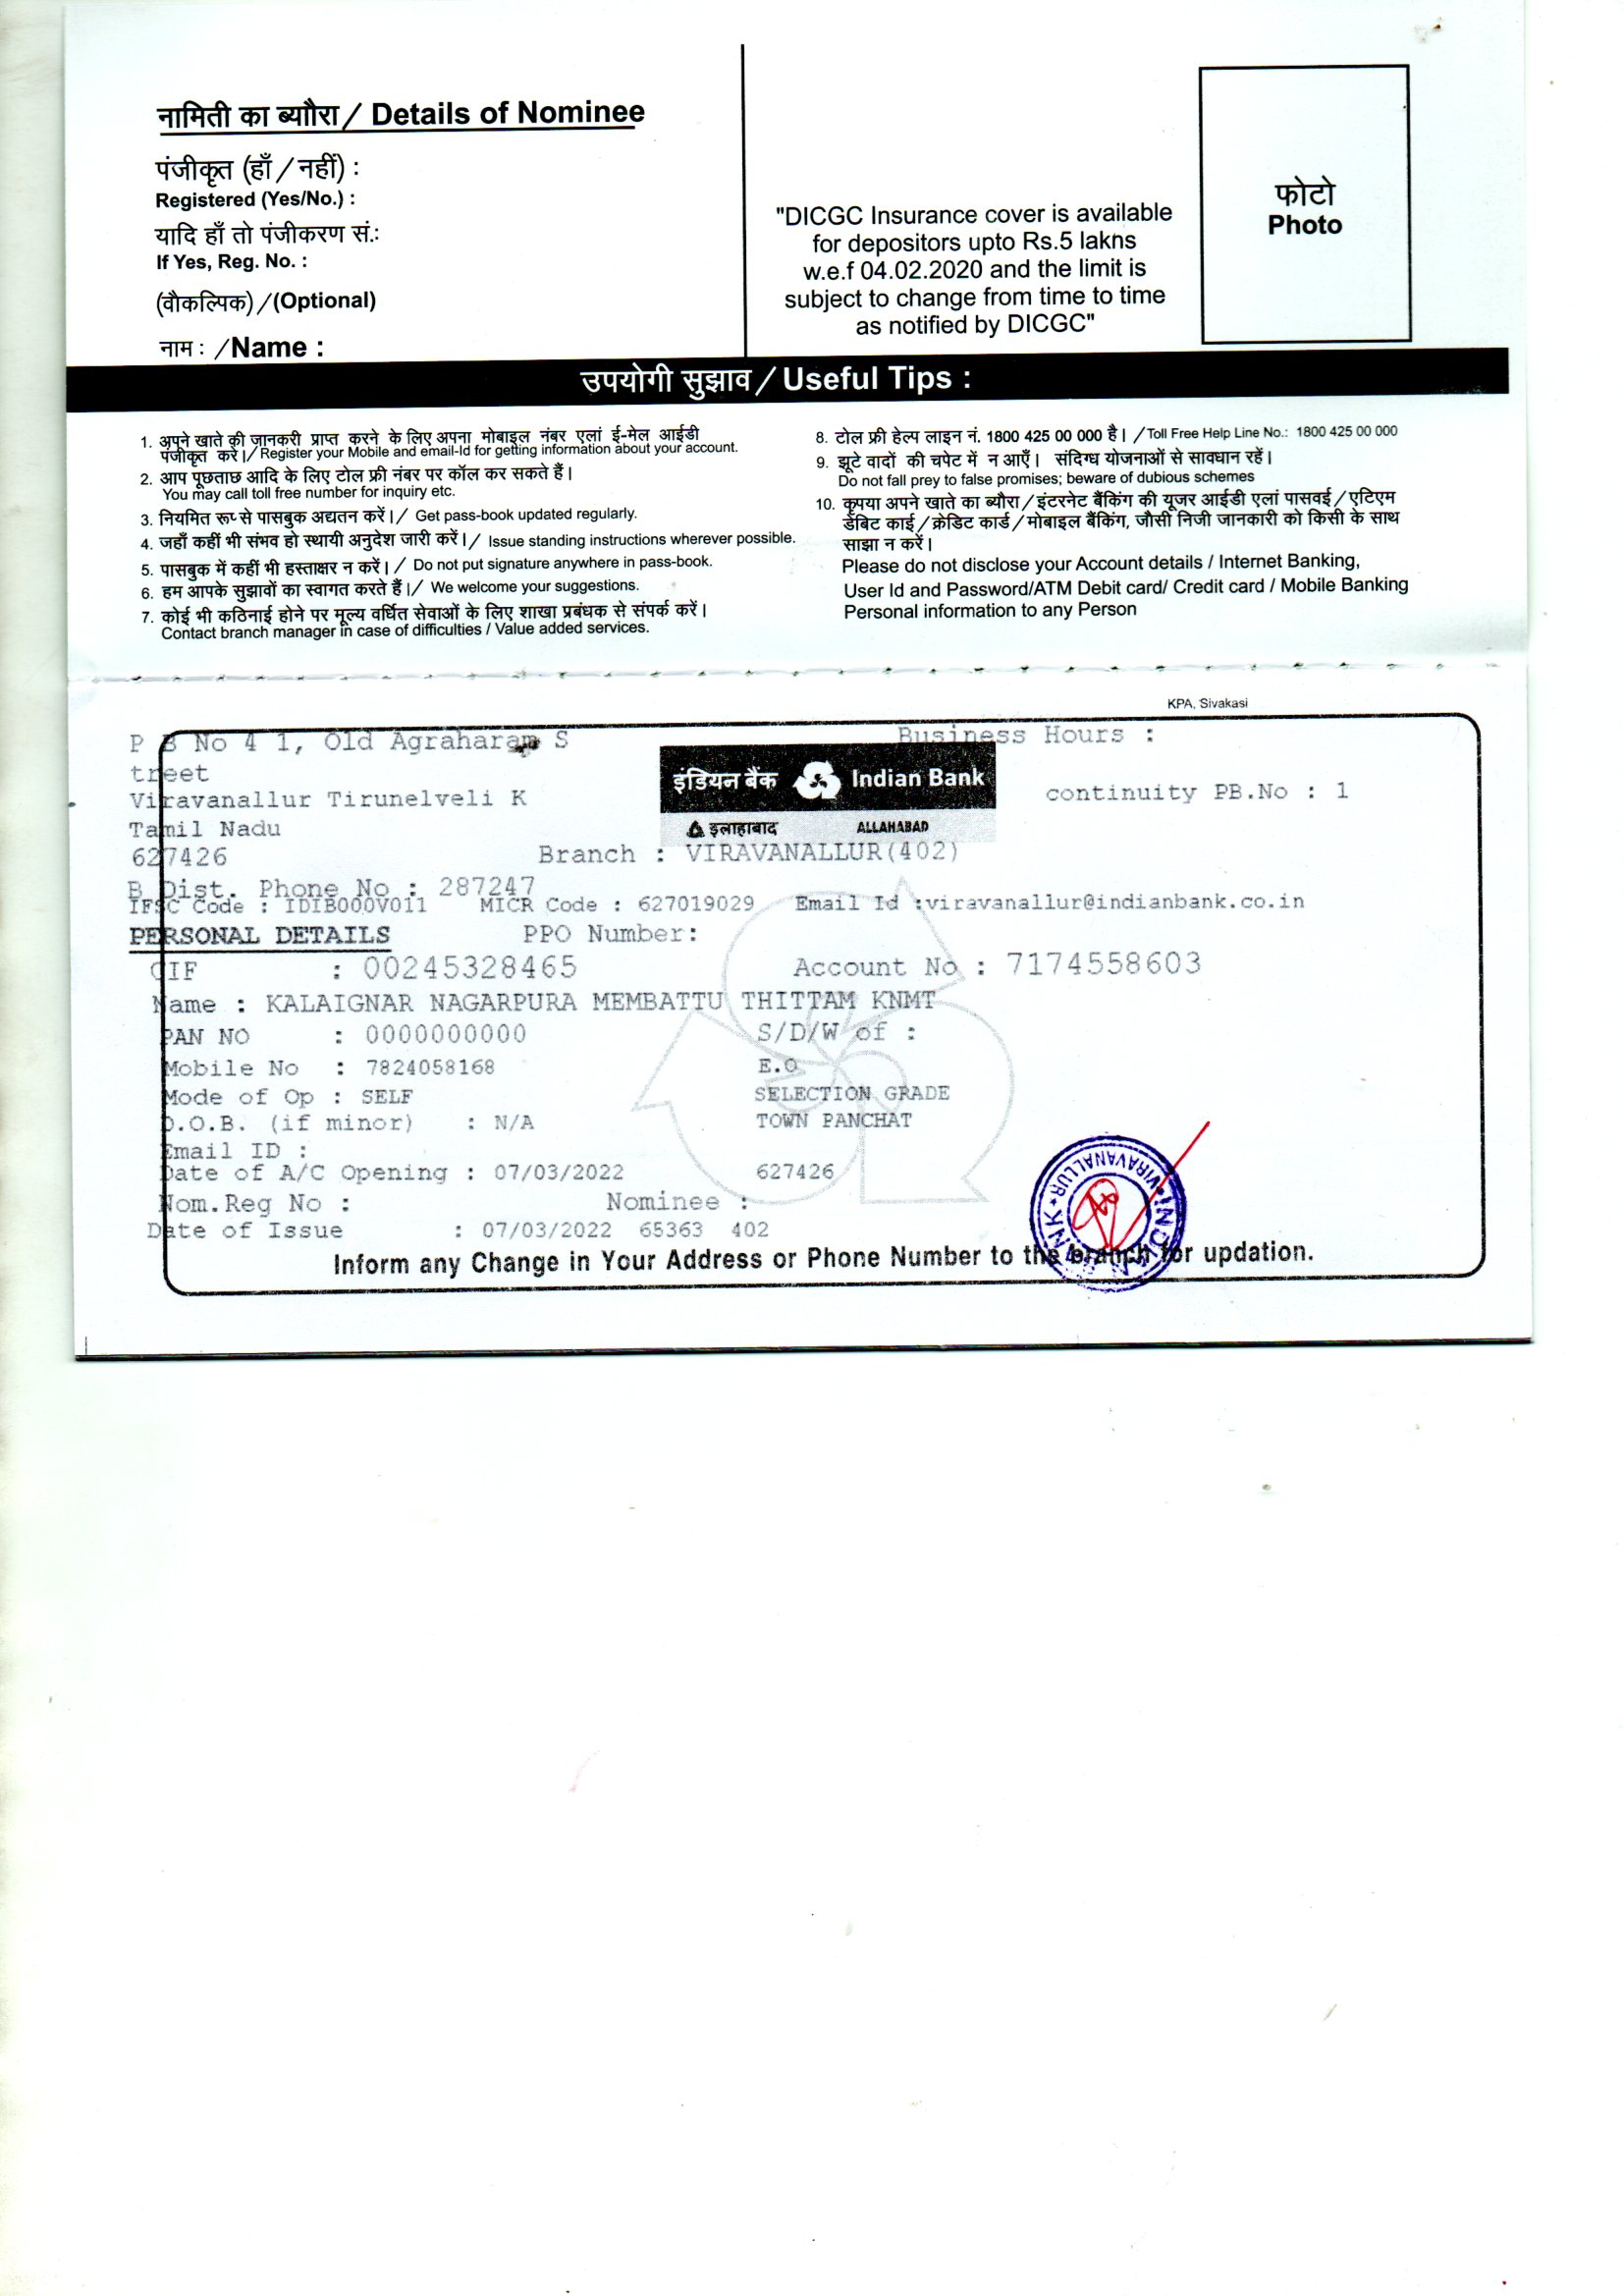 नामिती का ब्यौरा / Details of Nominee
पंजीकृत (हाँ / नहीं) :
Registered (Yes/No.) :
यादि हाँ तो पंजीकरण सं.:
If Yes, Reg. No. :
(वौकल्पिक) / (Optional)
नाम : / Name :
"DICGC Insurance cover is available
for depositors upto Rs.5 lakns
w.e.f 04.02.2020 and the limit is
subject to change from time to time
as notified by DICGC"
फोटो
Photo
उपयोगी सुझाव / Useful Tips :
1. अपुने खाते की जानकरी प्राप्त करने के लिए अपना मोबाइल नंबर एलां ई-मेल आईडी
पंजीकृत करें। / Register your Mobile and email-Id for getting information about your account.
2. आप पूछताछ आदि के लिए टोल फ्री नंबर पर कॉल कर सकते हैं।
You may call toll free number for inquiry etc.
3. नियमित रूप से पासबुक अद्यतन करें। / Get pass-book updated regularly.
4. जहाँ कहीं भी संभव हो स्थायी अनुदेश जारी करें। / Issue standing instructions wherever possible.
5. पासबुक में कहीं भी हस्ताक्षर न करें। / Do not put signature anywhere in pass-book.
6. हम आपके सुझावों का स्वागत करते हैं। / We welcome your suggestions.
7. कोई भी कठिनाई होने पर मूल्य वर्धित सेवाओं के लिए शाखा प्रबंधक से संपर्क करें।
Contact branch manager in case of difficulties / Value added services.
8. टोल फ्री हेल्प लाइन नं. 1800 425 00 000 है। / Toll Free Help Line No.: 1800 425 00 000
9. झूटे वादों की चपेट में न आएँ। संदिग्ध योजनाओं से सावधान रहें।
Do not fall prey to false promises; beware of dubious schemes
10. कृपया अपने खाते का ब्यौरा / इंटरनेट बैंकिंग की यूजर आईडी एलां पासवर्ड / एटिएम
डेबिट कार्ड / क्रेडिट कार्ड / मोबाइल बैंकिंग, जौसी निजी जानकारी को किसी के साथ
साझा न करें।
Please do not disclose your Account details / Internet Banking,
User Id and Password/ATM Debit card/ Credit card / Mobile Banking
Personal information to any Person
KPA, Sivakasi
P B No 4 1, Old Agraharam S
treet
Viravanallur Tirunelveli K
Tamil Nadu
627426
Business Hours :
इंडियन बैंक Indian Bank
इलाहाबाद ALLAHABAD
continuity PB.No : 1
Branch : VIRAVANALLUR(402)
B Dist. Phone No : 287247
IFSC Code : IDIB000V011 MICR Code : 627019029 Email Id :viravanallur@indianbank.co.in
PERSONAL DETAILS PPO Number:
CIF : 00245328465 Account No : 7174558603
Name : KALAIGNAR NAGARPURA MEMBATTU THITTAM KNMT
PAN NO : 0000000000 S/D/W of :
Mobile No : 7824058168 E.O
Mode of Op : SELF SELECTION GRADE
D.O.B. (if minor) : N/A TOWN PANCHAT
Email ID :
Date of A/C Opening : 07/03/2022 627426
Nom.Reg No : Nominee :
Date of Issue : 07/03/2022 65363 402
INDIAN BANK * VIRAVANALLUR *
Inform any Change in Your Address or Phone Number to the branch for updation.